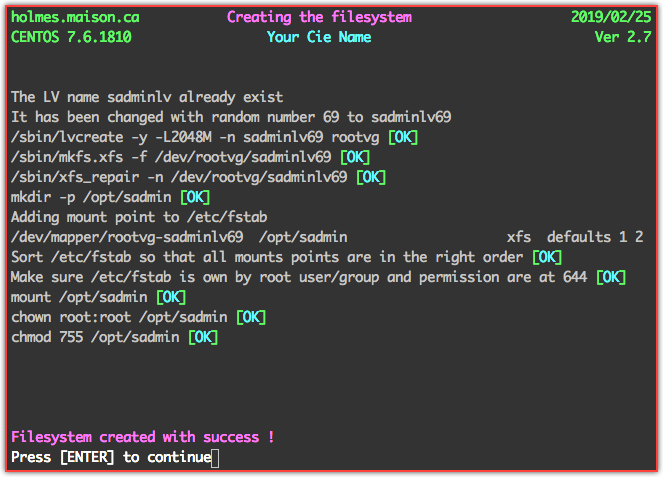 holmes.maison.ca Creating the filesystem 2019/02/25
CENTOS 7.6.1810 Your Cie Name Ver 2.7
The LV name sadminlv already exist
It has been changed with random number 69 to sadminlv69
/sbin/lvcreate -y -L2048M -n sadminlv69 rootvg [OK]
/sbin/mkfs.xfs -f /dev/rootvg/sadminlv69 [OK]
/sbin/xfs_repair -n /dev/rootvg/sadminlv69 [OK]
mkdir -p /opt/sadmin [OK]
Adding mount point to /etc/fstab
/dev/mapper/rootvg-sadminlv69 /opt/sadmin xfs defaults 1 2
Sort /etc/fstab so that all mounts points are in the right order [OK]
Make sure /etc/fstab is own by root user/group and permission are at 644 [OK]
mount /opt/sadmin [OK]
chown root:root /opt/sadmin [OK]
chmod 755 /opt/sadmin [OK]
Filesystem created with success !
Press [ENTER] to continue